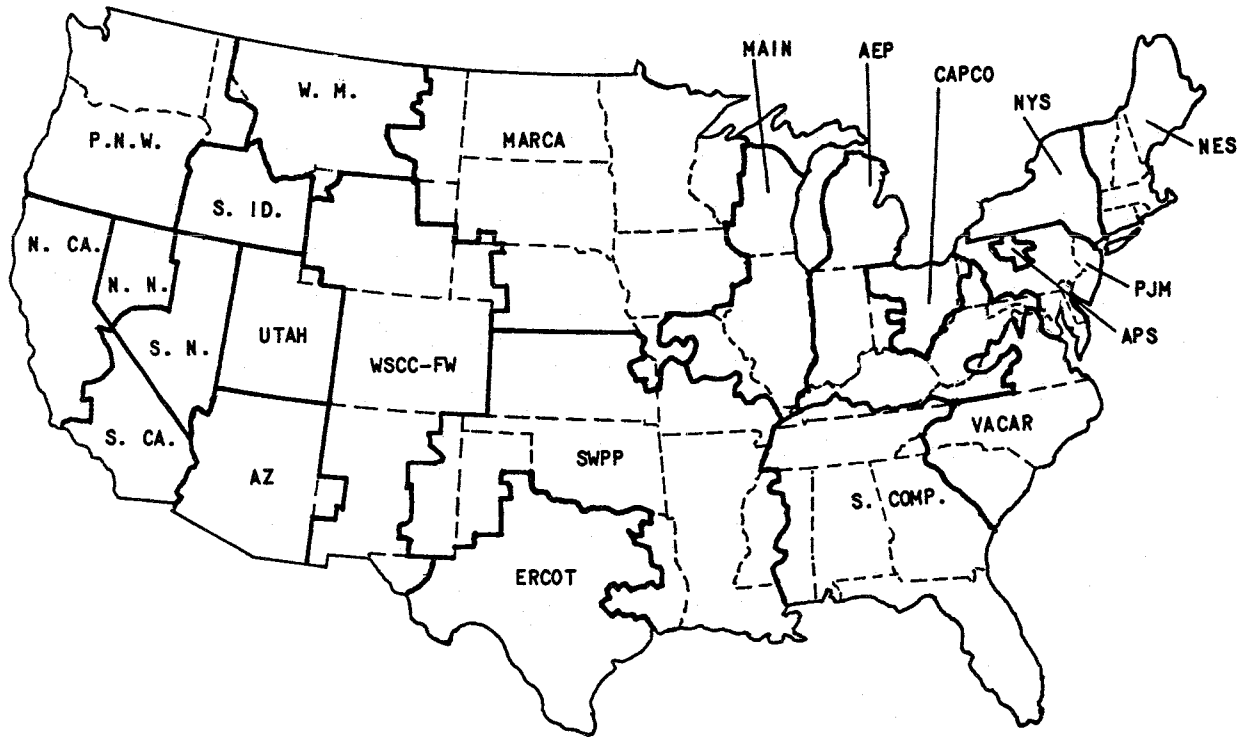 MAIN
AEP
CAPCO
NYS
W. M.
P.N.W.
MARCA
NES
S. ID.
N. CA.
N. N.
PJM
UTAH
S. N.
WSCC-FW
APS
S. CA.
VACAR
AZ
SWPP
S. COMP.
ERCOT